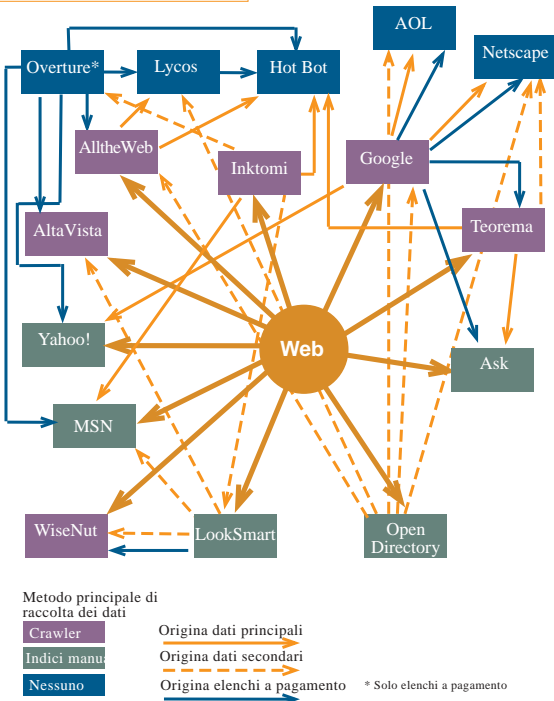 AOL
Netscape
Overture*
Lycos
Hot Bot
AlltheWeb
Inktomi
Google
AltaVista
Teorema
Yahoo!
Web
Ask
MSN
WiseNut
LookSmart
Open
Directory
Metodo principale di
raccolta dei dati
Crawler
Origina dati principali
Indici manua
Origina dati secondari
Nessuno
Origina elenchi a pagamento
* Solo elenchi a pagamento